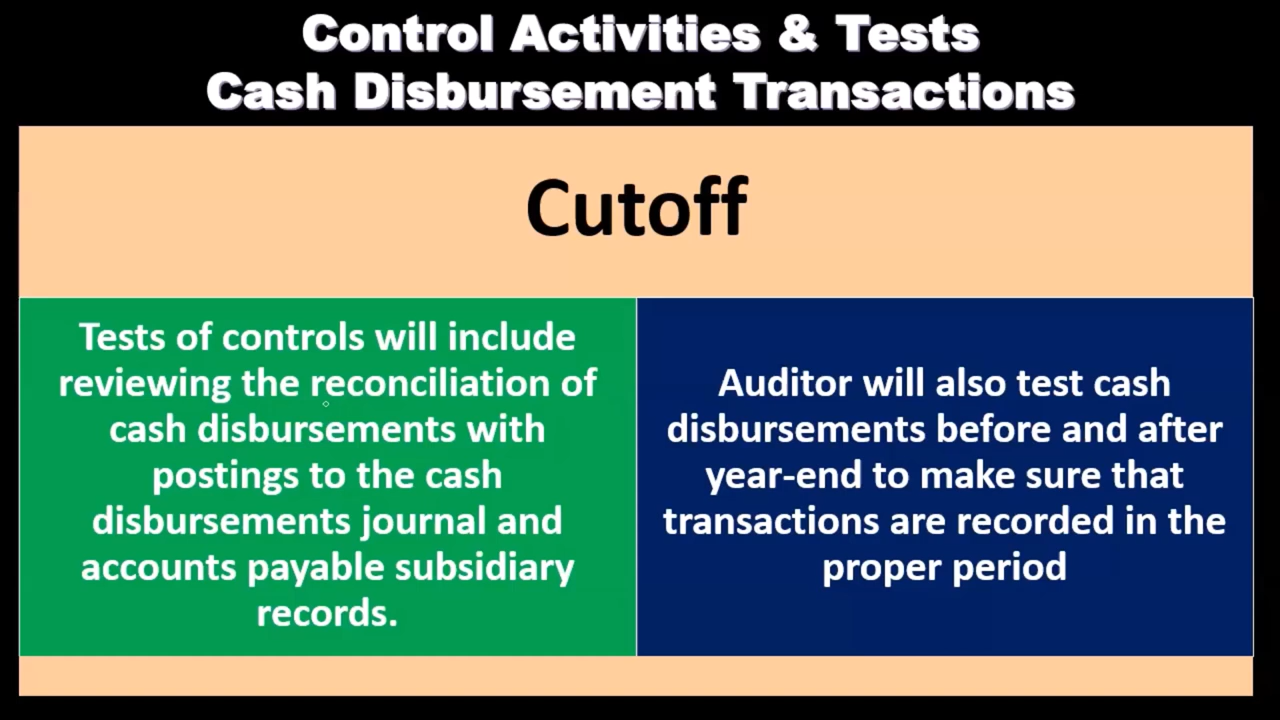 Control Activities & Tests
Cash Disbursement Transactions
Cutoff
Tests of controls will include
reviewing the reconciliation of
cash disbursements with
postings to the cash
disbursements journal and
accounts payable subsidiary
records.
Auditor will also test cash
disbursements before and after
year-end to make sure that
transactions are recorded in the
proper period